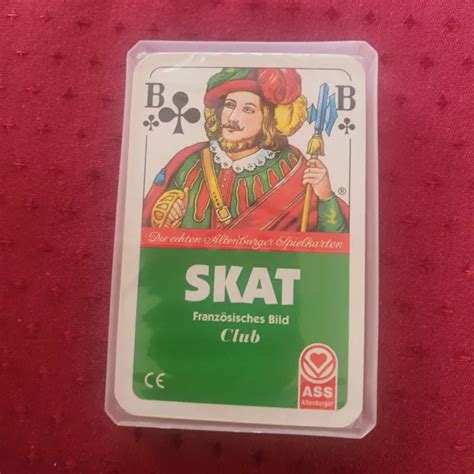 B B
®
Die echten Altenburger Spielkarten
SKAT
Französisches Bild
Club
CE
ASS
Altenburger